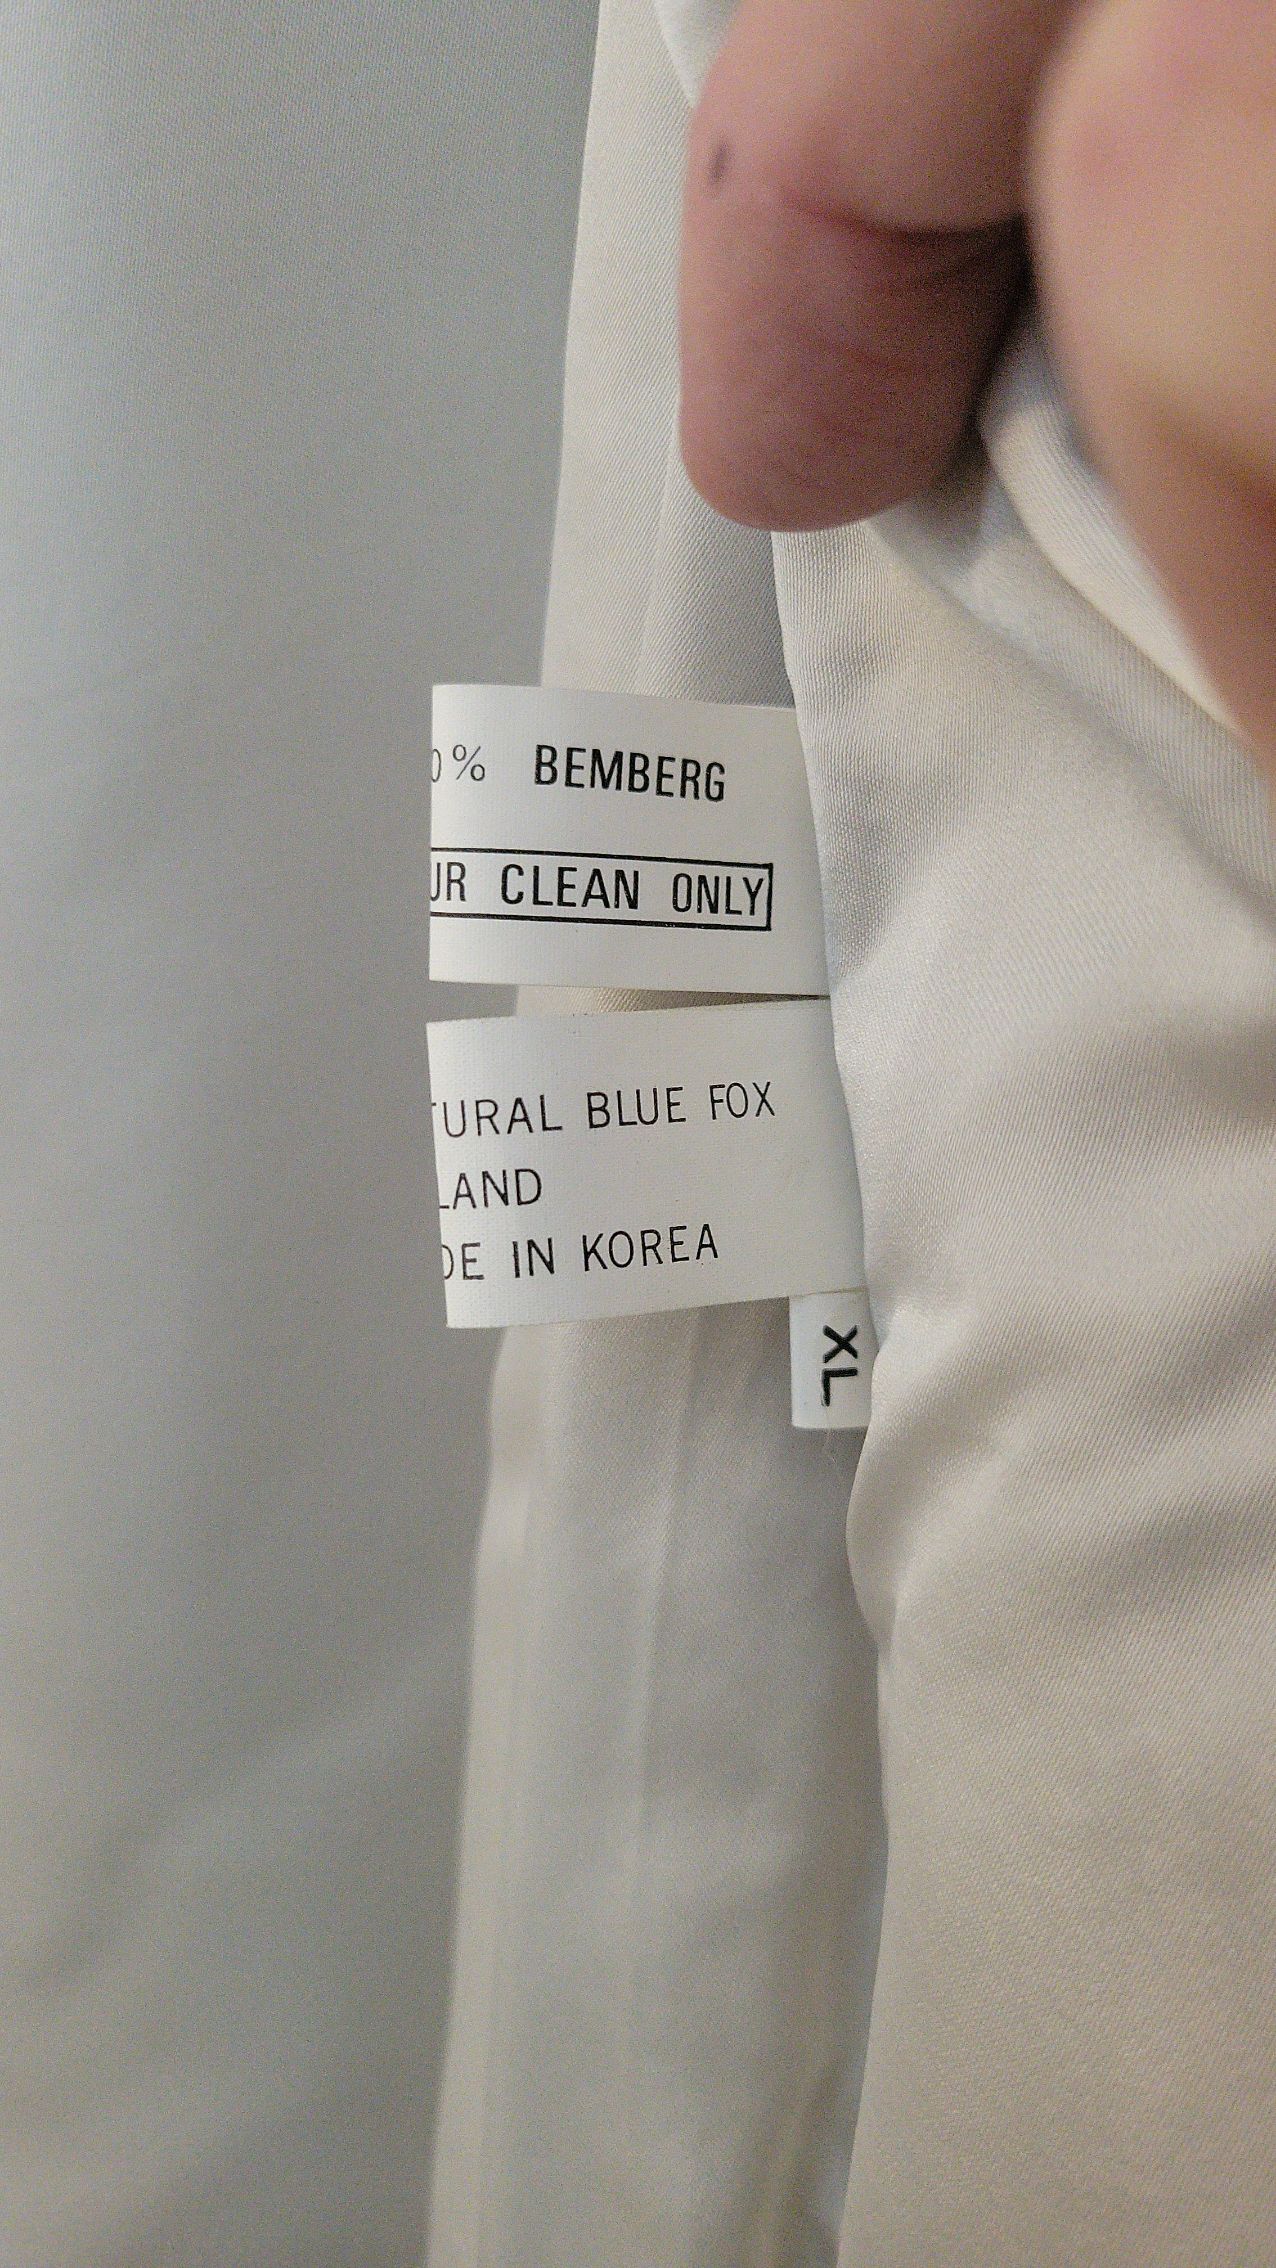 0% BEMBERG
UR CLEAN ONLY
TURAL BLUE FOX
LAND
DE IN KOREA
XL